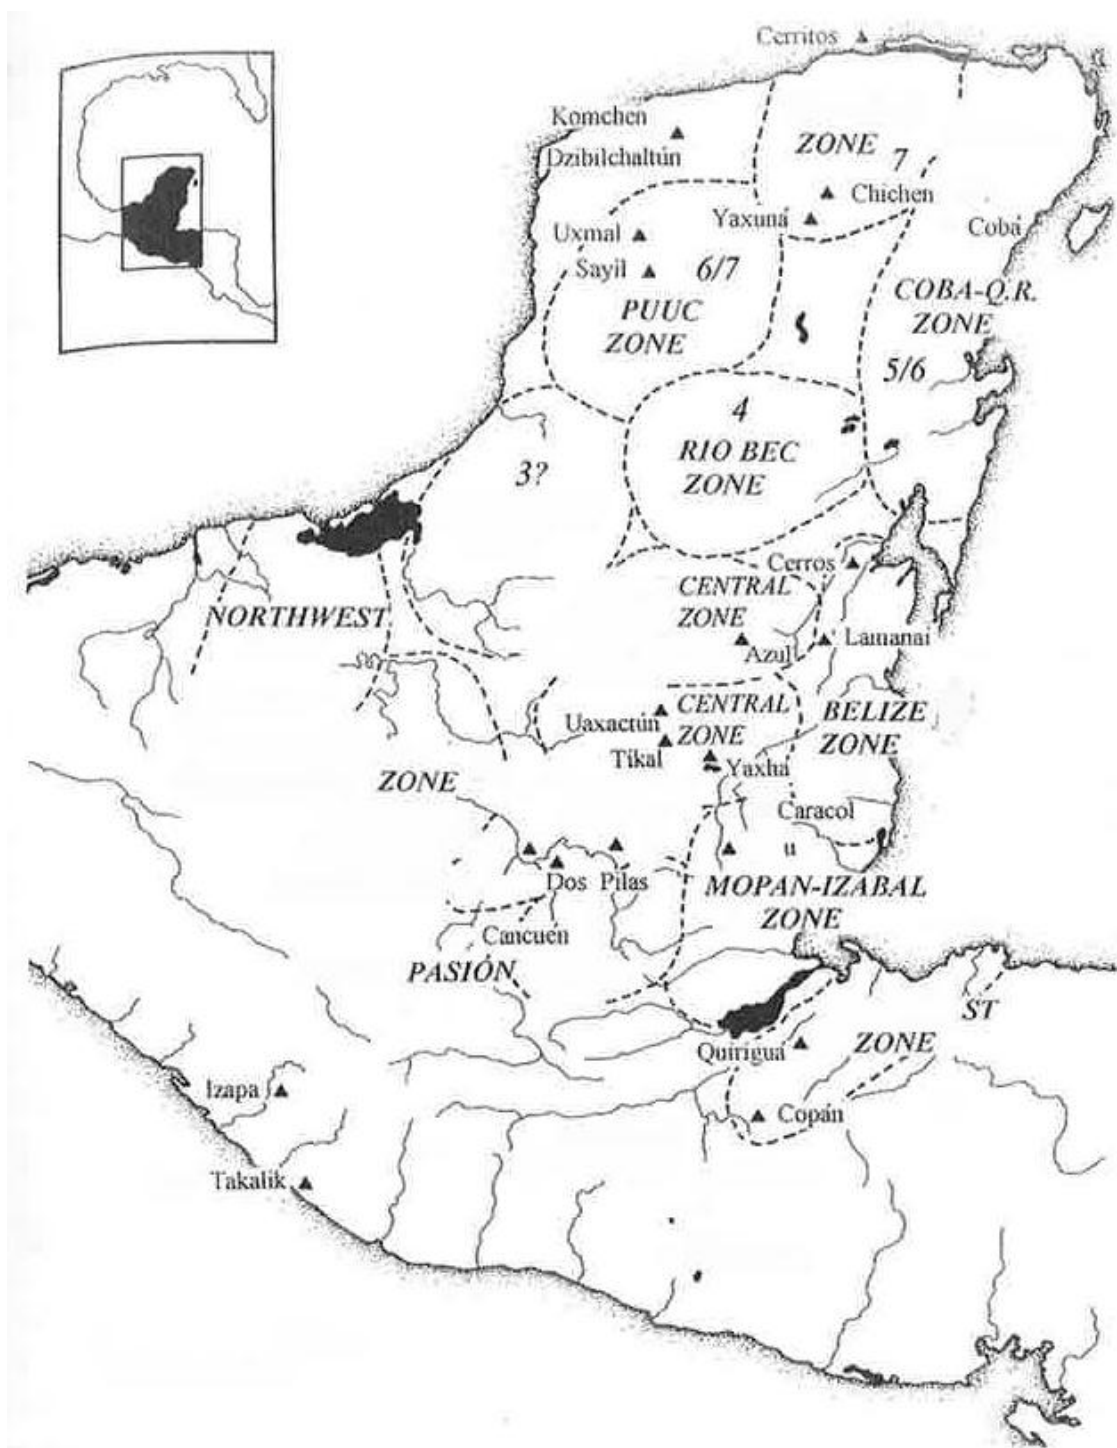 Cerritos
Komchen
Dzibilchaltún
ZONE 7
Chichen
Yaxuná
Cobá
Uxmal
Sayil
6/7
PUUC
ZONE
COBA-Q.R.
ZONE
5/6
4
RIO BEC
ZONE
3?
Cerros
CENTRAL
ZONE
NORTHWEST
Azul
Lamanai
CENTRAL
ZONE
Uaxactún
Tikal
BELIZE
ZONE
Yaxha
ZONE
Caracol
u
Dos Pilas
MOPAN-IZABAL
ZONE
Cancuén
PASIÓN
ST
Quirigua
ZONE
Izapa
Copán
Takalik